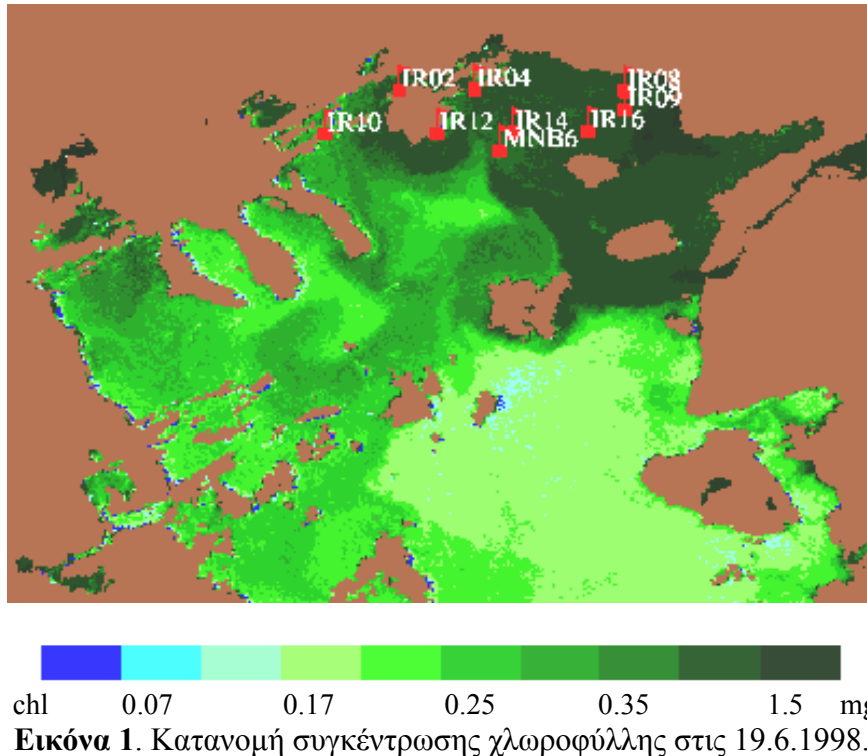 IR02
IR04
IR08
IR09
IR10
IR12
IR14
IR16
MNB6
chl 0.07 0.17 0.25 0.35 1.5 mg
Εικόνα 1. Κατανομή συγκέντρωσης χλωροφύλλης στις 19.6.1998.